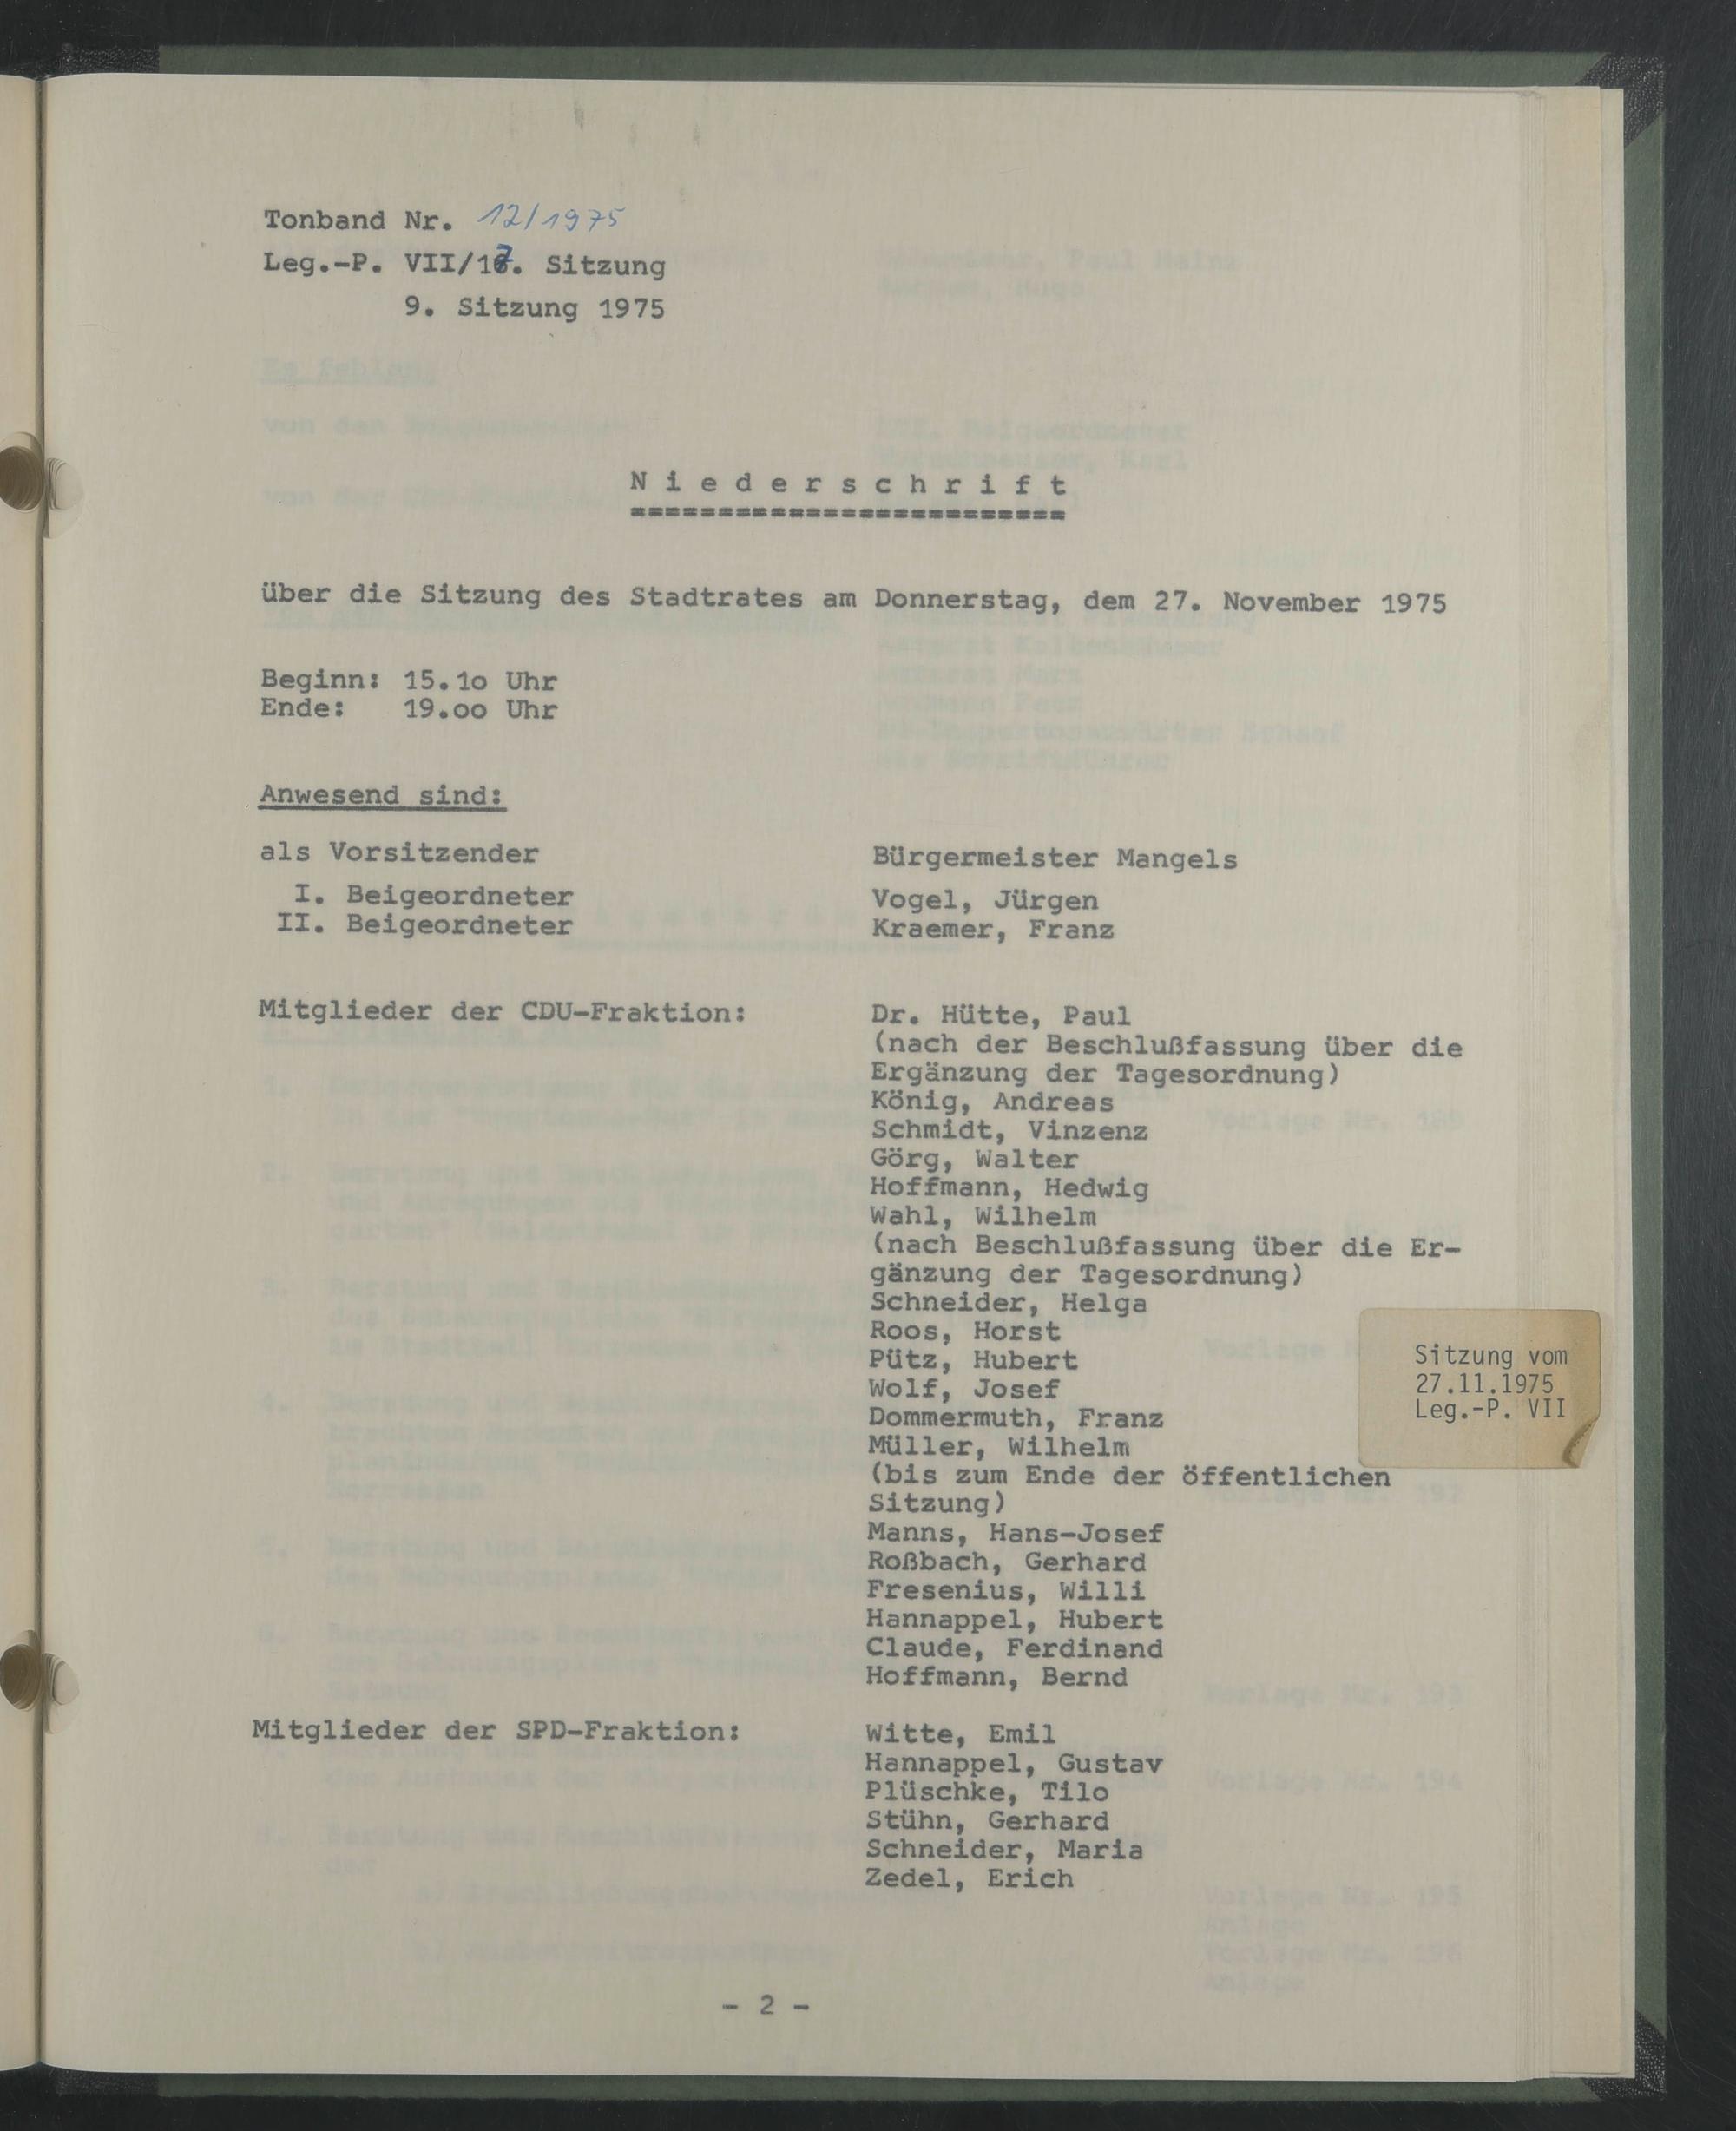 Tonband Nr. 12/1975
Leg.-P. VII/17. Sitzung
9. Sitzung 1975
Niederschrift
=========================
über die Sitzung des Stadtrates am Donnerstag, dem 27. November 1975
Beginn: 15.1o Uhr
Ende: 19.oo Uhr
Anwesend sind:
als Vorsitzender Bürgermeister Mangels
I. Beigeordneter Vogel, Jürgen
II. Beigeordneter Kraemer, Franz
Mitglieder der CDU-Fraktion: Dr. Hütte, Paul
(nach der Beschlußfassung über die
Ergänzung der Tagesordnung)
König, Andreas
Schmidt, Vinzenz
Görg, Walter
Hoffmann, Hedwig
Wahl, Wilhelm
(nach Beschlußfassung über die Er-
gänzung der Tagesordnung)
Schneider, Helga
Roos, Horst
Pütz, Hubert
Wolf, Josef
Dommermuth, Franz
Müller, Wilhelm
(bis zum Ende der öffentlichen
Sitzung)
Manns, Hans-Josef
Roßbach, Gerhard
Fresenius, Willi
Hannappel, Hubert
Claude, Ferdinand
Hoffmann, Bernd
Mitglieder der SPD-Fraktion: Witte, Emil
Hannappel, Gustav
Plüschke, Tilo
Stühn, Gerhard
Schneider, Maria
Zedel, Erich
- 2 -
Sitzung vom
27.11.1975
Leg.-P. VII